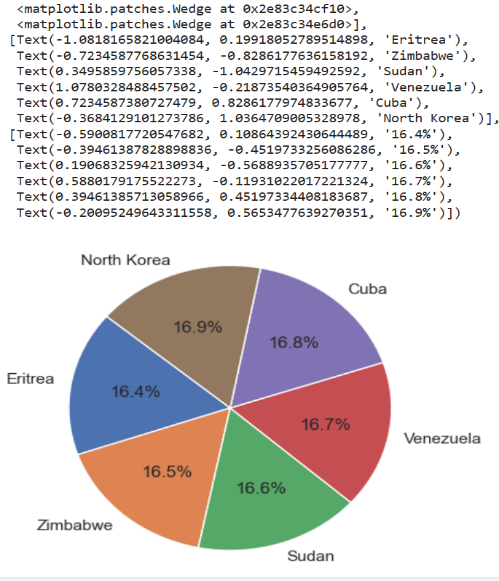 <matplotlib.patches.Wedge at 0x2e83c34cf10>,
<matplotlib.patches.Wedge at 0x2e83c34e6d0>],
[Text(-1.0818165821004084, 0.19918052789514898, 'Eritrea'),
Text(-0.7234587768631454, -0.8286177636158192, 'Zimbabwe'),
Text(0.3495859756057338, -1.0429715459492592, 'Sudan'),
Text(1.0780328488457502, -0.21873540364905764, 'Venezuela'),
Text(0.7234587380727479, 0.8286177974833677, 'Cuba'),
Text(-0.3684129101273786, 1.0364709005328978, 'North Korea')],
[Text(-0.5900817720547682, 0.10864392430644489, '16.4%'),
Text(-0.39461387828898836, -0.4519733256086286, '16.5%'),
Text(0.19068325942130934, -0.5688935705177777, '16.6%'),
Text(0.5880179175522273, -0.11931022017221324, '16.7%'),
Text(0.39461385713058966, 0.45197334408183687, '16.8%'),
Text(-0.20095249643311558, 0.5653477639270351, '16.9%')])
North Korea
Cuba
16.9%
16.8%
Eritrea
16.4%
16.7%
Venezuela
16.5%
16.6%
Zimbabwe
Sudan